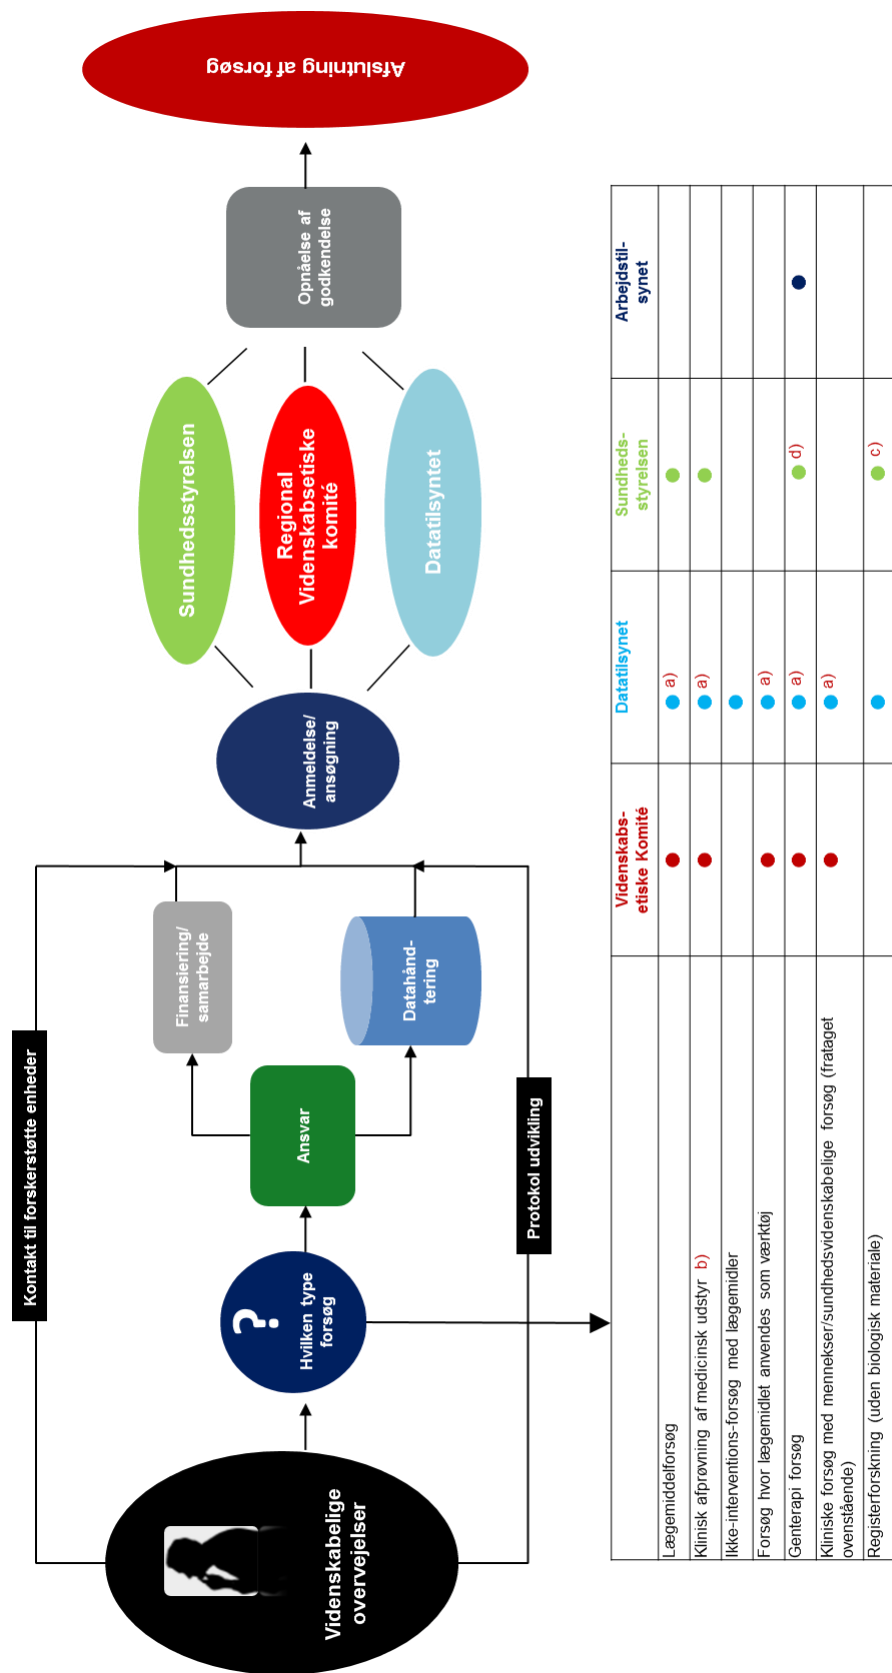 Kontakt til forskerstøtte enheder
Videnskabelige
overvejelser
?
Hvilken type
forsøg
Ansvar
Finansiering/
samarbejde
Datahånd-
tering
Protokol udvikling
Anmeldelse/
ansøgning
Sundhedsstyrelsen
Regional
Videnskabsetiske
komité
Datatilsyntet
Opnåelse af
godkendelse
Afslutning af forsøg
Videnskabs-
etiske Komité
Datatilsynet
Sundheds-
styrelsen
Arbejdstil-
synet
Lægemiddelforsøg
a)
Klinisk afprøvning af medicinsk udstyr b)
a)
Ikke-interventions-forsøg med lægemidler
Forsøg hvor lægemidlet anvendes som værktøj
a)
Genterapi forsøg
a)
d)
Kliniske forsøg med mennekser/sundhedsvidenskabelige forsøg (frataget
ovenstående)
a)
Registerforskning (uden biologisk materiale)
c)